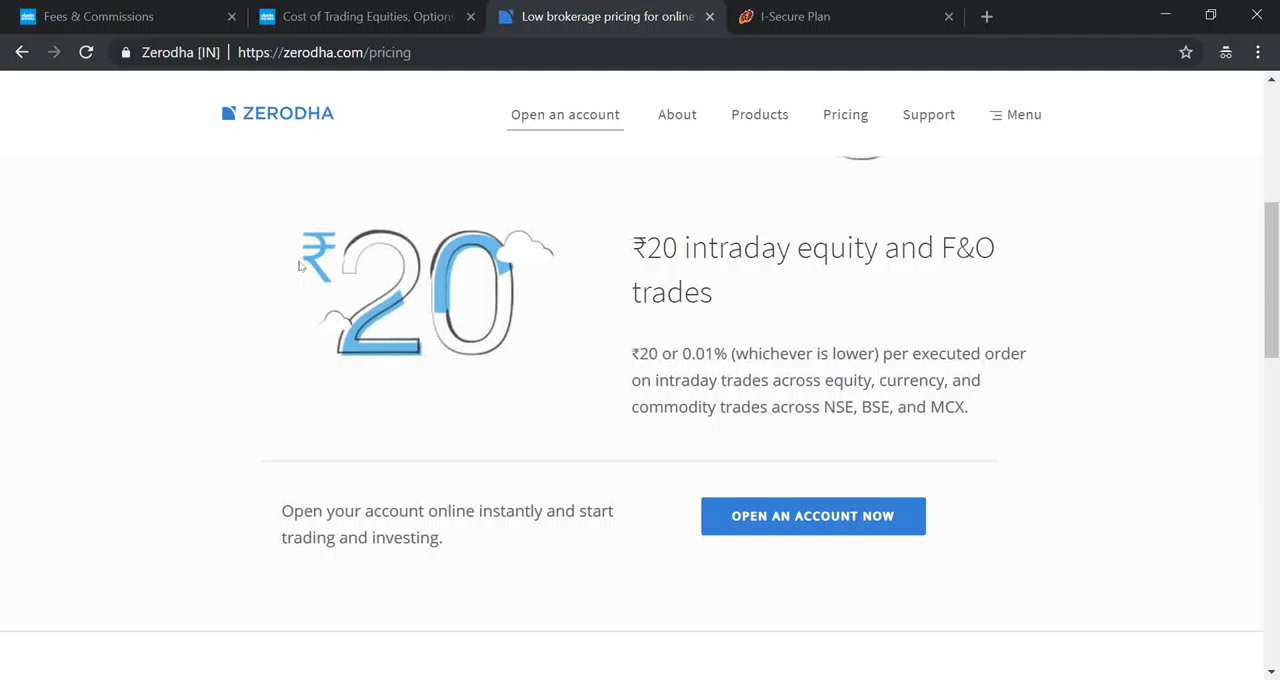 Fees & Commissions
Cost of Trading Equities, Options
Low brokerage pricing for online
I-Secure Plan
Zerodha [IN] | https://zerodha.com/pricing
ZERODHA
Open an account
About
Products
Pricing
Support
Menu
₹20
₹20 intraday equity and F&O
trades
₹20 or 0.01% (whichever is lower) per executed order
on intraday trades across equity, currency, and
commodity trades across NSE, BSE, and MCX.
Open your account online instantly and start
trading and investing.
OPEN AN ACCOUNT NOW